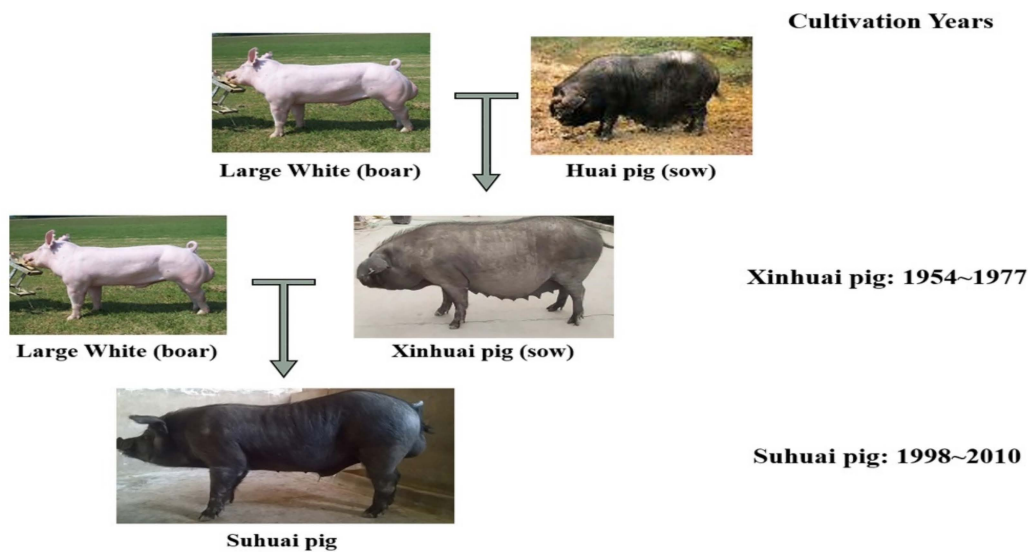 Cultivation Years
Large White (boar)
Huai pig (sow)
Xinhuai pig: 1954~1977
Large White (boar)
Xinhuai pig (sow)
Suhuai pig: 1998~2010
Suhuai pig